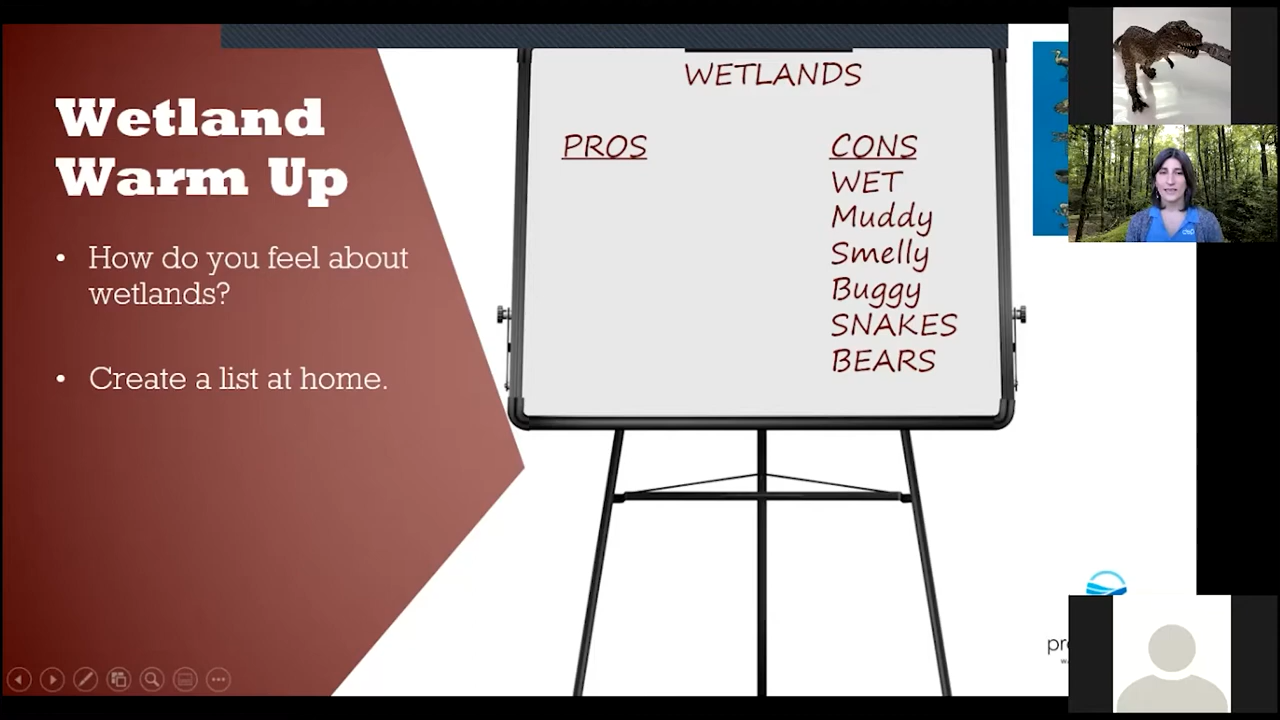 Wetland
Warm Up
• How do you feel about
wetlands?
• Create a list at home.
WETLANDS
PROS
CONS
WET
Muddy
Smelly
Buggy
SNAKES
BEARS